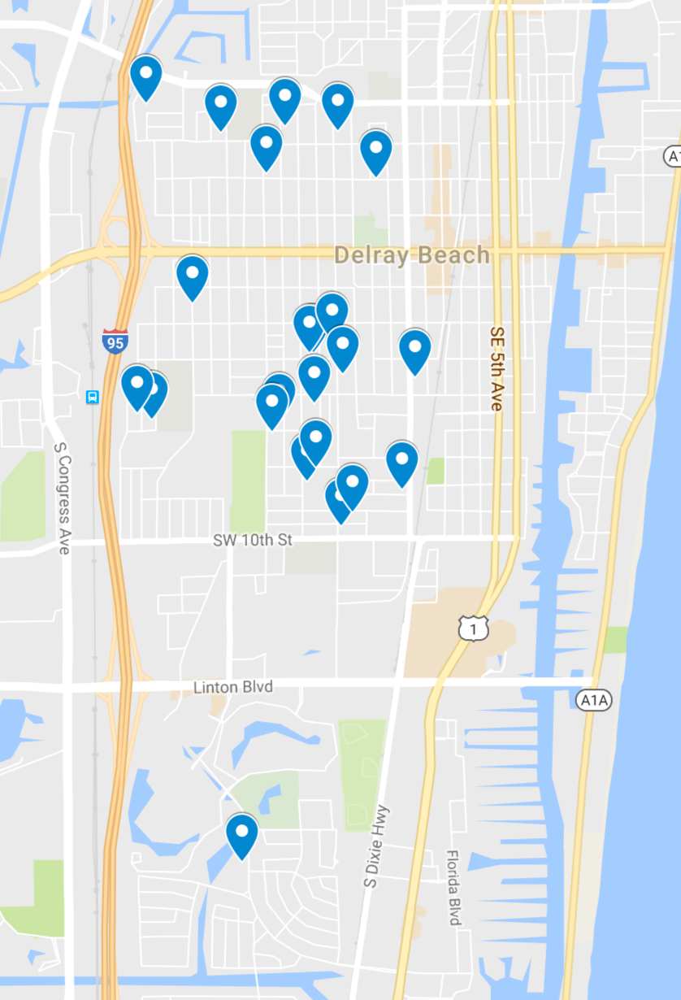 A1
Delray Beach
95
SE 5th Ave
S Congress Ave
SW 10th St
1
Linton Blvd
A1A
S Dixie Hwy
Florida Blvd